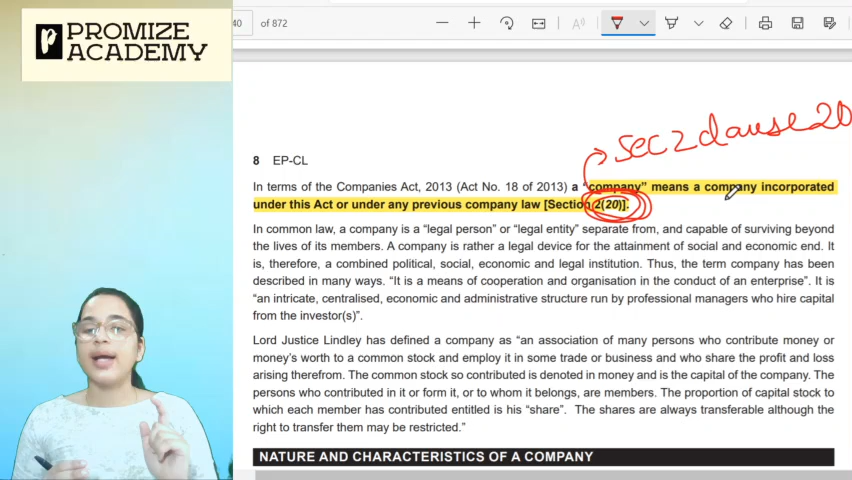 PROMIZE
ACADEMY
40 of 872
Sec 2 clause 20
8 EP-CL
In terms of the Companies Act, 2013 (Act No. 18 of 2013) a “company” means a company incorporated
under this Act or under any previous company law [Section 2(20)].
In common law, a company is a “legal person” or “legal entity” separate from, and capable of surviving beyond
the lives of its members. A company is rather a legal device for the attainment of social and economic end. It
is, therefore, a combined political, social, economic and legal institution. Thus, the term company has been
described in many ways. “It is a means of cooperation and organisation in the conduct of an enterprise”. It is
“an intricate, centralised, economic and administrative structure run by professional managers who hire capital
from the investor(s)”.
Lord Justice Lindley has defined a company as “an association of many persons who contribute money or
money’s worth to a common stock and employ it in some trade or business and who share the profit and loss
arising therefrom. The common stock so contributed is denoted in money and is the capital of the company. The
persons who contributed in it or form it, or to whom it belongs, are members. The proportion of capital stock to
which each member has contributed entitled is his “share”. The shares are always transferable although the
right to transfer them may be restricted.”
NATURE AND CHARACTERISTICS OF A COMPANY